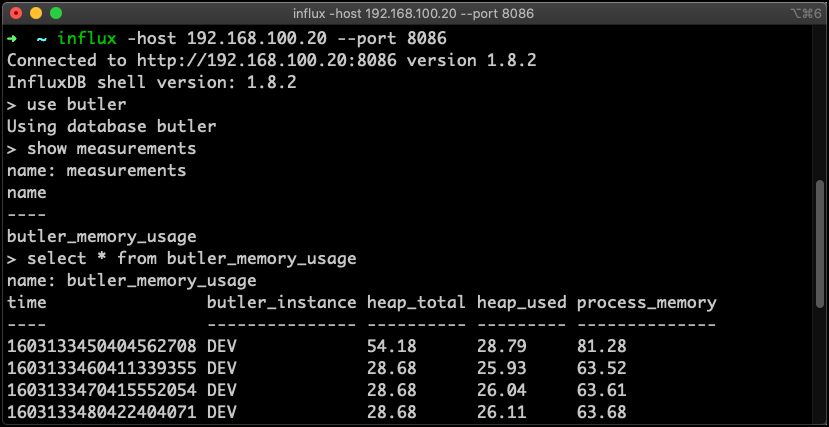 influx -host 192.168.100.20 --port 8086
⌥⌘6
➜  ~ influx -host 192.168.100.20 --port 8086
Connected to http://192.168.100.20:8086 version 1.8.2
InfluxDB shell version: 1.8.2
> use butler
Using database butler
> show measurements
name: measurements
name
----
butler_memory_usage
> select * from butler_memory_usage
name: butler_memory_usage
time                butler_instance heap_total heap_used process_memory
----                --------------- ---------- --------- --------------
1603133450404562708 DEV             54.18      28.79     81.28
1603133460411339355 DEV             28.68      25.93     63.52
1603133470415552054 DEV             28.68      26.04     63.61
1603133480422404071 DEV             28.68      26.11     63.68